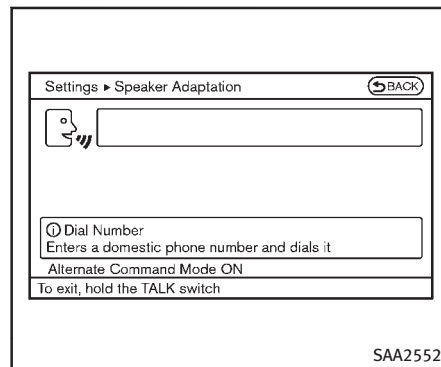 Settings ▸ Speaker Adaptation
BACK
ⓘ Dial Number
Enters a domestic phone number and dials it
Alternate Command Mode ON
To exit, hold the TALK switch
SAA2552